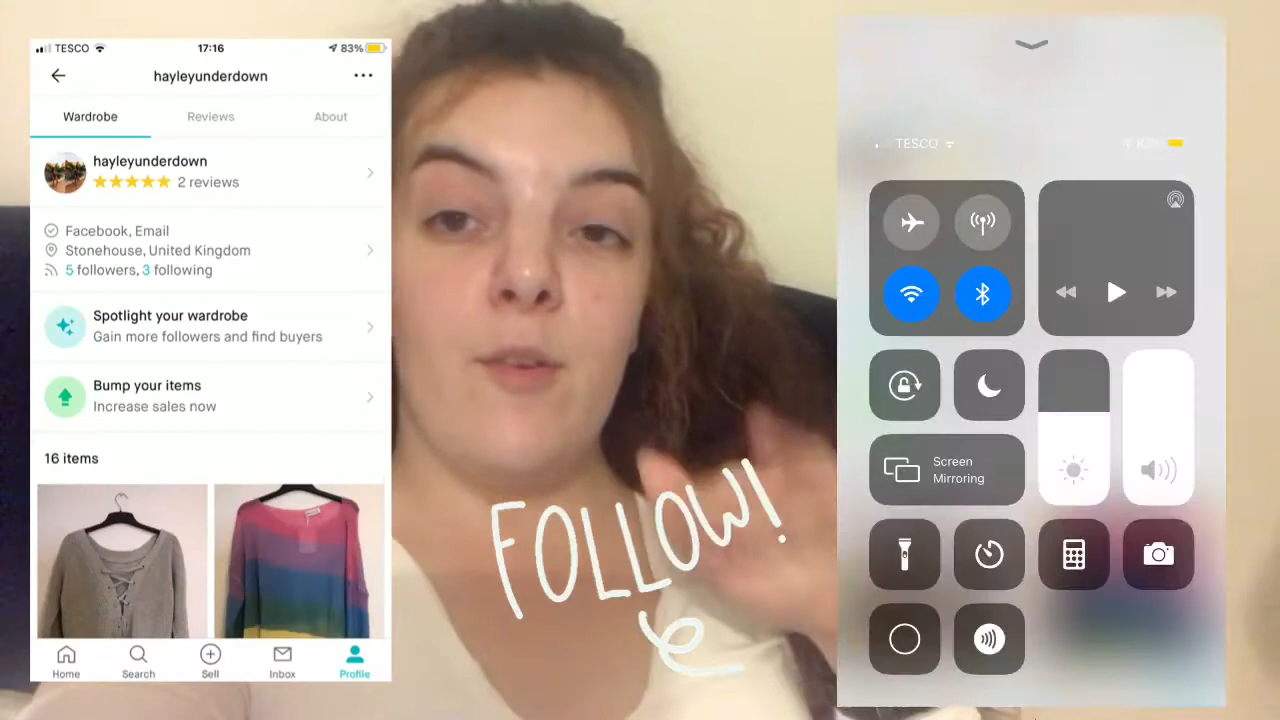 TESCO 17:16 83%
hayleyunderdown
Wardrobe Reviews About
hayleyunderdown
2 reviews
Facebook, Email
Stonehouse, United Kingdom
5 followers, 3 following
Spotlight your wardrobe
Gain more followers and find buyers
Bump your items
Increase sales now
16 items
Home Search Sell Inbox Profile
FOLLOW!
TESCO
Screen
Mirroring